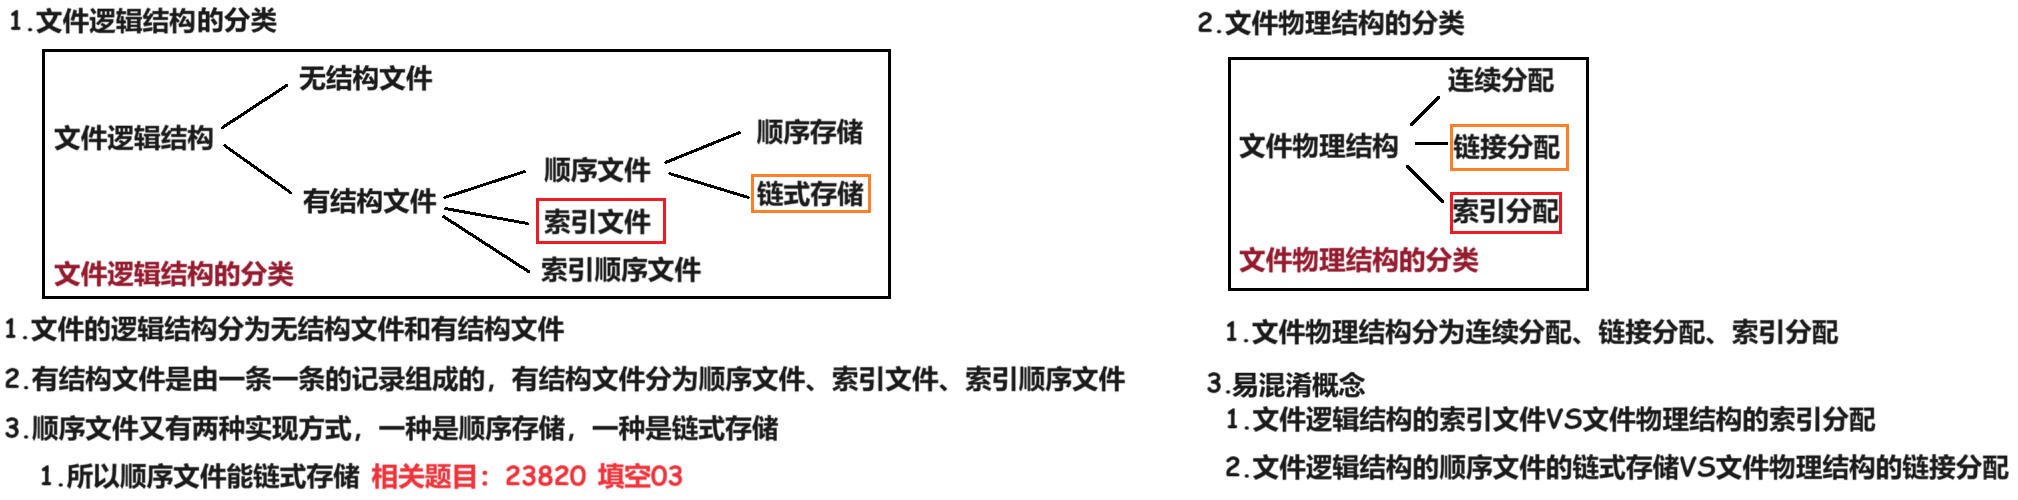 1.文件逻辑结构的分类
无结构文件
文件逻辑结构
顺序存储
顺序文件
链式存储
有结构文件
索引文件
索引顺序文件
文件逻辑结构的分类
1.文件的逻辑结构分为无结构文件和有结构文件
2.有结构文件是由一条一条的记录组成的，有结构文件分为顺序文件、索引文件、索引顺序文件
3.顺序文件又有两种实现方式，一种是顺序存储，一种是链式存储
1.所以顺序文件能链式存储 相关题目：23820 填空03
2.文件物理结构的分类
连续分配
文件物理结构
链接分配
索引分配
文件物理结构的分类
1.文件物理结构分为连续分配、链接分配、索引分配
3.易混淆概念
1.文件逻辑结构的索引文件VS文件物理结构的索引分配
2.文件逻辑结构的顺序文件的链式存储VS文件物理结构的链接分配